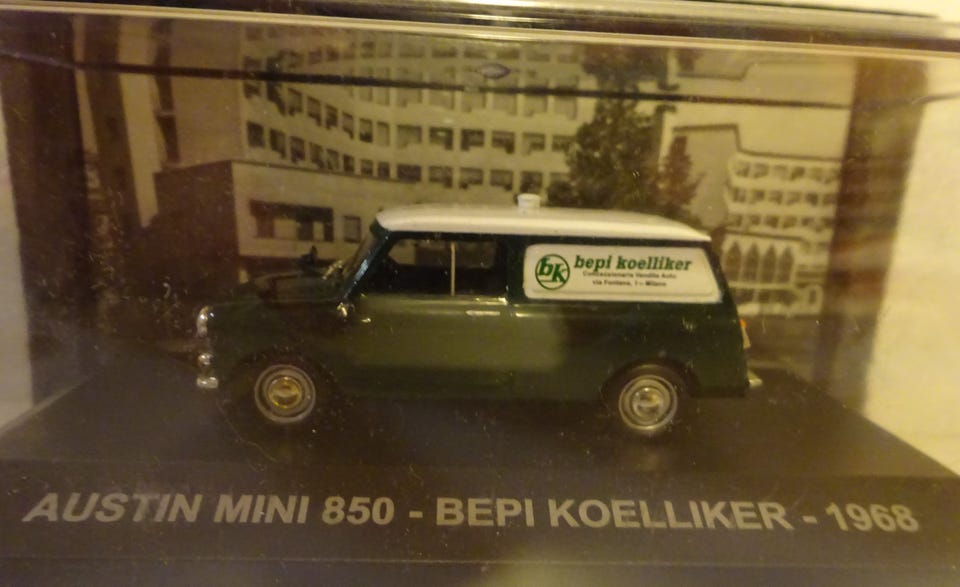 bk bepi koelliker
Concessionaria Vendita Auto
via Fontana, 1 - Milano
AUSTIN MINI 850 - BEPI KOELLIKER - 1968